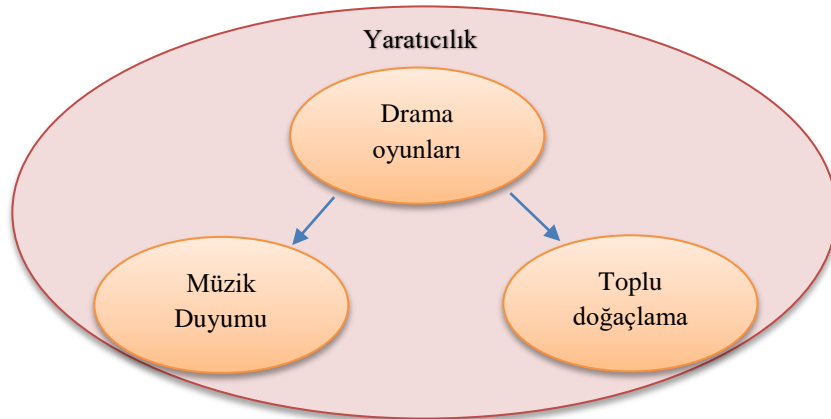 Yaratıcılık
Drama
oyunları
Müzik
Duyumu
Toplu
doğaçlama